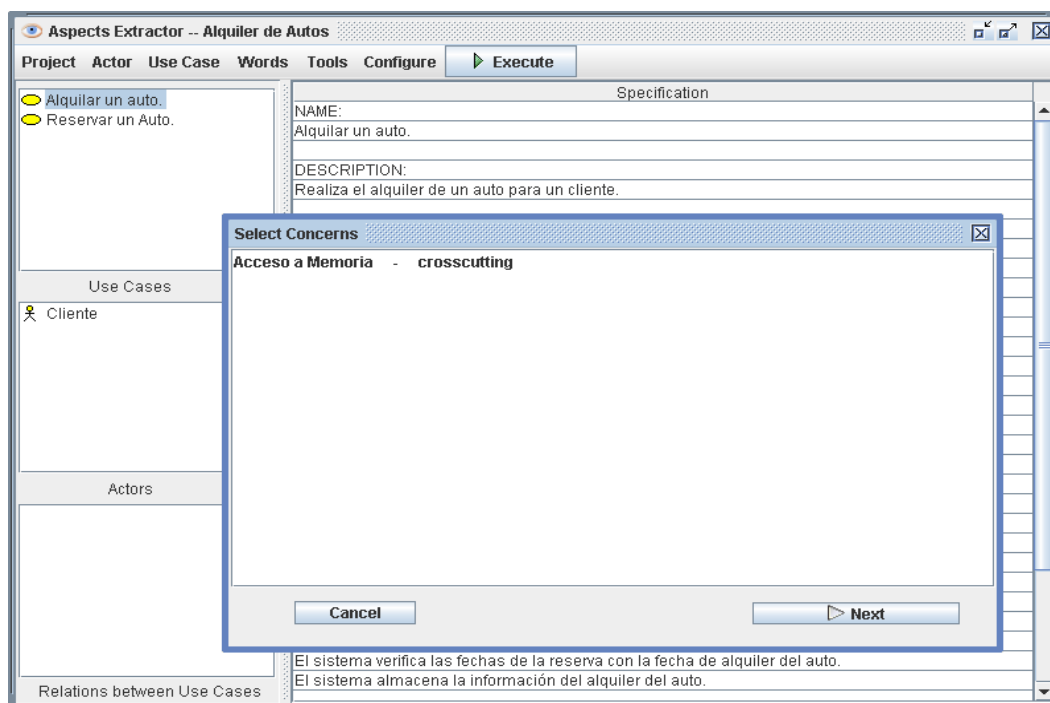 Aspects Extractor -- Alquiler de Autos
Project Actor Use Case Words Tools Configure Execute
Alquilar un auto.
Reservar un Auto.
Use Cases
Cliente
Actors
Relations between Use Cases
Specification
NAME:
Alquilar un auto.
DESCRIPTION:
Realiza el alquiler de un auto para un cliente.
Select Concerns
Acceso a Memoria - crosscutting
Cancel
Next
El sistema verifica las fechas de la reserva con la fecha de alquiler del auto.
El sistema almacena la información del alquiler del auto.